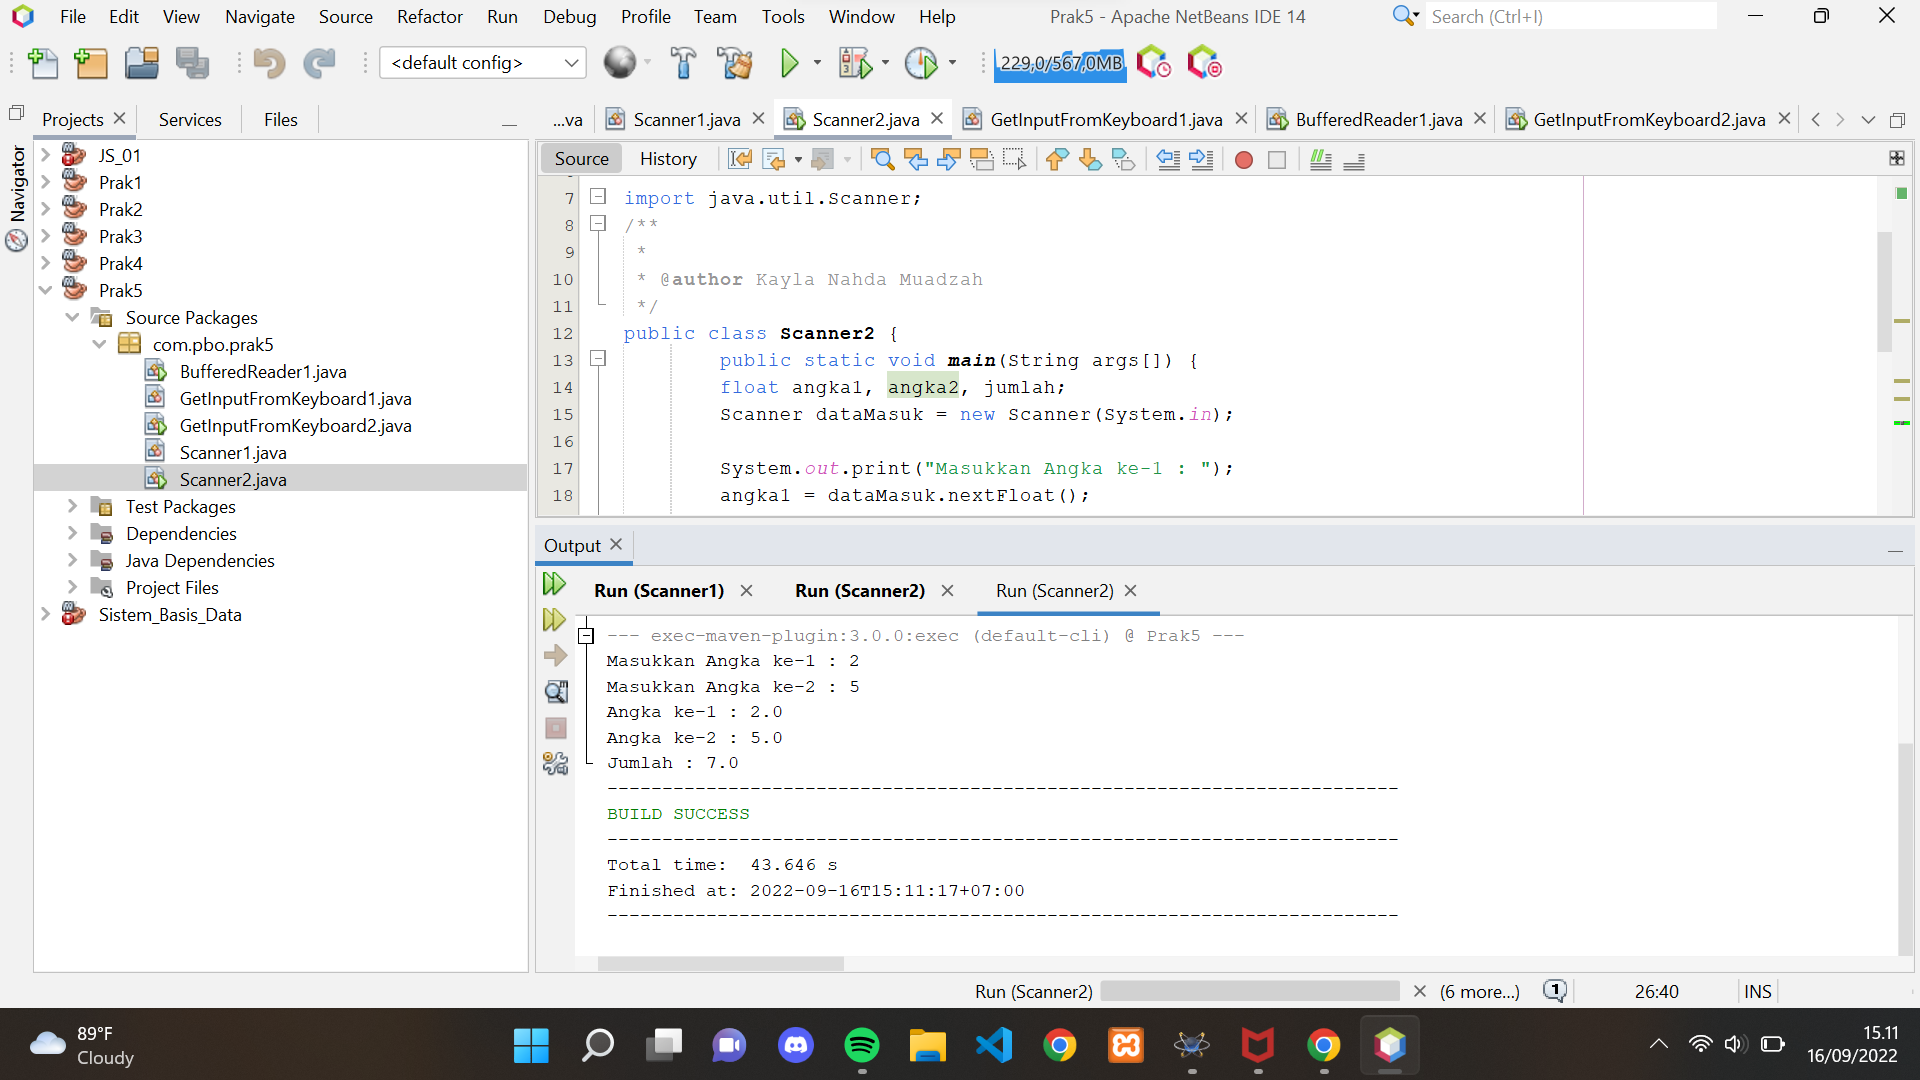 File Edit View Navigate Source Refactor Run Debug Profile Team Tools Window Help Prak5 - Apache NetBeans IDE 14 Search (Ctrl+I)
<default config> 229,0/567,0MB
Projects Services Files
...va Scanner1.java Scanner2.java GetInputFromKeyboard1.java BufferedReader1.java GetInputFromKeyboard2.java
Navigator
JS_01
Prak1
Prak2
Prak3
Prak4
Prak5
Source Packages
com.pbo.prak5
BufferedReader1.java
GetInputFromKeyboard1.java
GetInputFromKeyboard2.java
Scanner1.java
Scanner2.java
Test Packages
Dependencies
Java Dependencies
Project Files
Sistem_Basis_Data
Source History
7 import java.util.Scanner;
8 /**
9 *
10 * @author Kayla Nahda Muadzah
11 */
12 public class Scanner2 {
13 public static void main(String args[]) {
14 float angka1, angka2, jumlah;
15 Scanner dataMasuk = new Scanner(System.in);
16
17 System.out.print("Masukkan Angka ke-1 : ");
18 angka1 = dataMasuk.nextFloat();
Output
Run (Scanner1) Run (Scanner2) Run (Scanner2)
--- exec-maven-plugin:3.0.0:exec (default-cli) @ Prak5 ---
Masukkan Angka ke-1 : 2
Masukkan Angka ke-2 : 5
Angka ke-1 : 2.0
Angka ke-2 : 5.0
Jumlah : 7.0
------------------------------------------------------------------------
BUILD SUCCESS
------------------------------------------------------------------------
Total time:  43.646 s
Finished at: 2022-09-16T15:11:17+07:00
------------------------------------------------------------------------
Run (Scanner2) (6 more...) 1 26:40 INS
89°F
Cloudy
15.11
16/09/2022